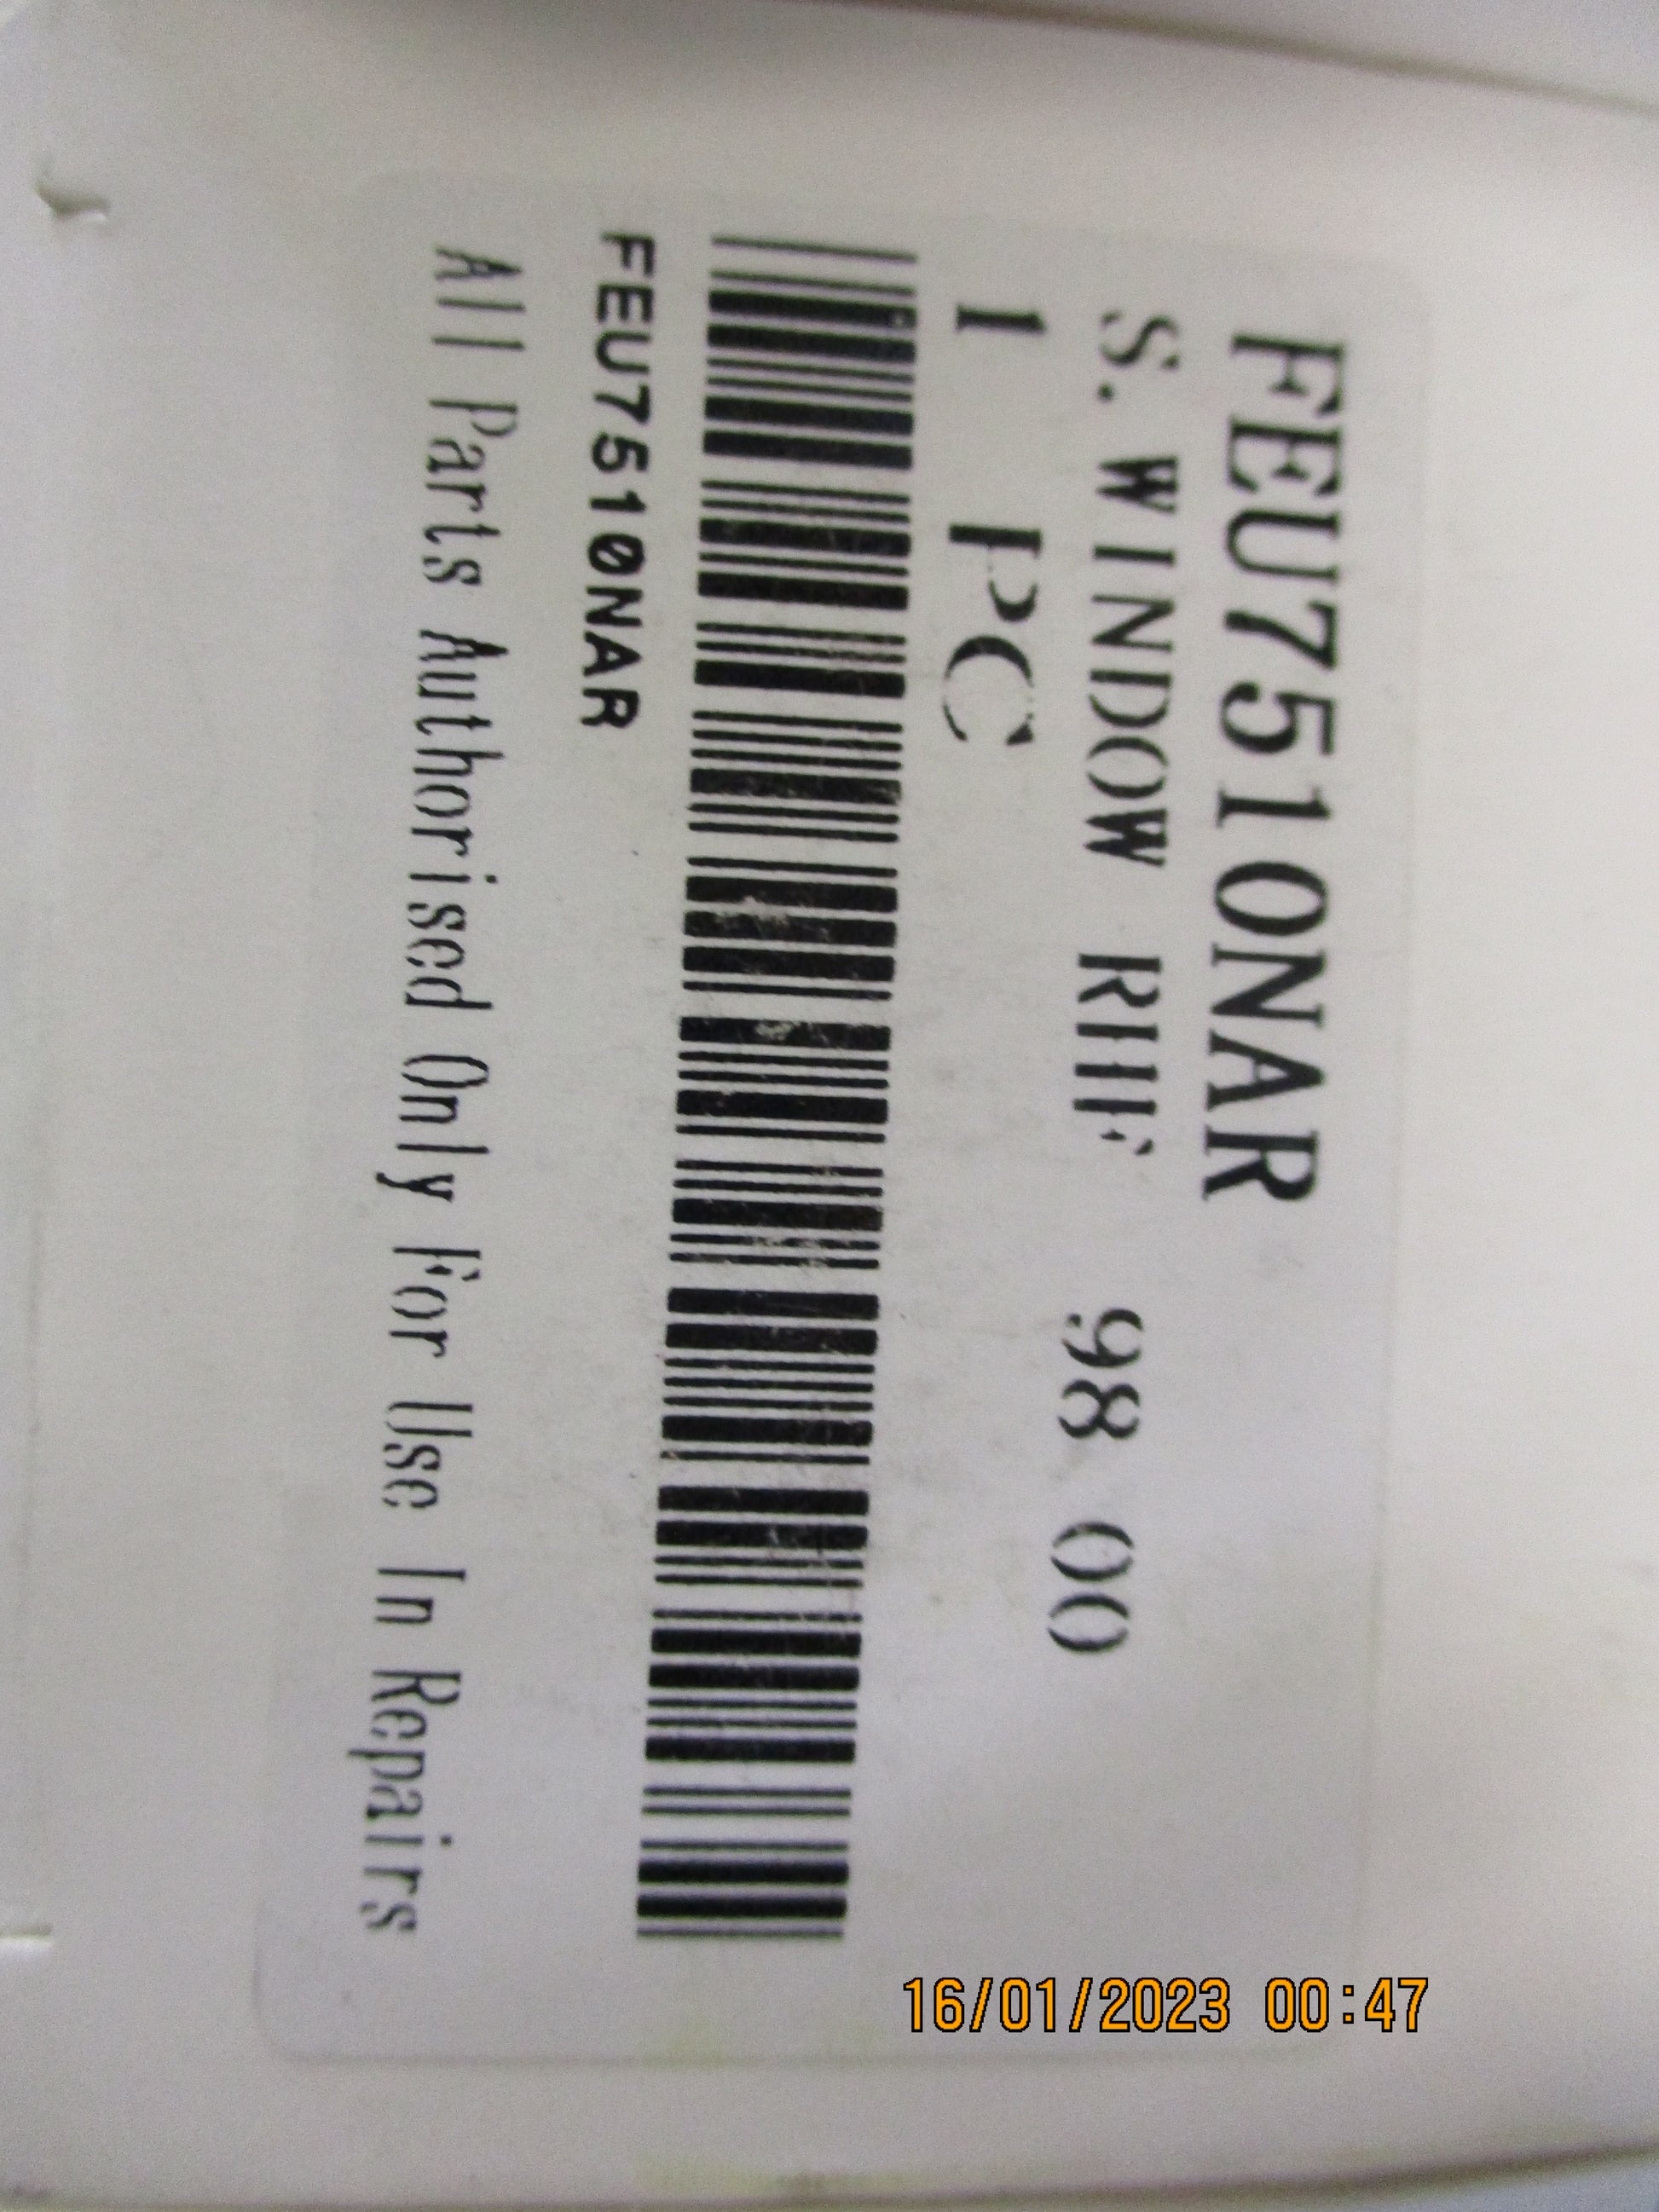 FEU7510NAR
S. WINDOW RHF 98 00
1 PC
FEU7510NAR
All Parts Authorised Only For Use In Repairs
16/01/2023 00:47